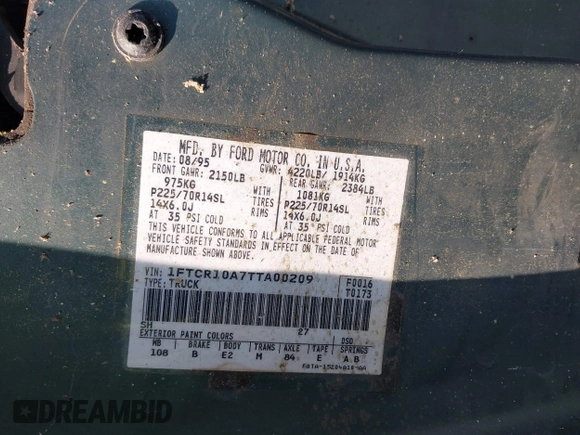 MFD. BY FORD MOTOR CO. IN U.S.A.
DATE: 08/95 GVWR: 4220LB/ 1914KG
FRONT GAWR: 2150LB REAR GAWR: 2384LB
975KG WITH 1081KG WITH
P225/70R14SL TIRES P225/70R14SL TIRES
14X6.0J RIMS 14X6.0J RIMS
AT 35 PSI COLD AT 35 PSI COLD
THIS VEHICLE CONFORMS TO ALL APPLICABLE FEDERAL MOTOR
VEHICLE SAFETY STANDARDS IN EFFECT ON THE DATE OF
MANUFACTURE SHOWN ABOVE.
VIN: 1FTCR10A7TTA00209 F0016
TYPE: TRUCK T0173
SH 27
EXTERIOR PAINT COLORS DSO
WB BRAKE BODY TRANS AXLE TAPE SPRINGS
108 B E2 M 84 E A B
DREAMBID